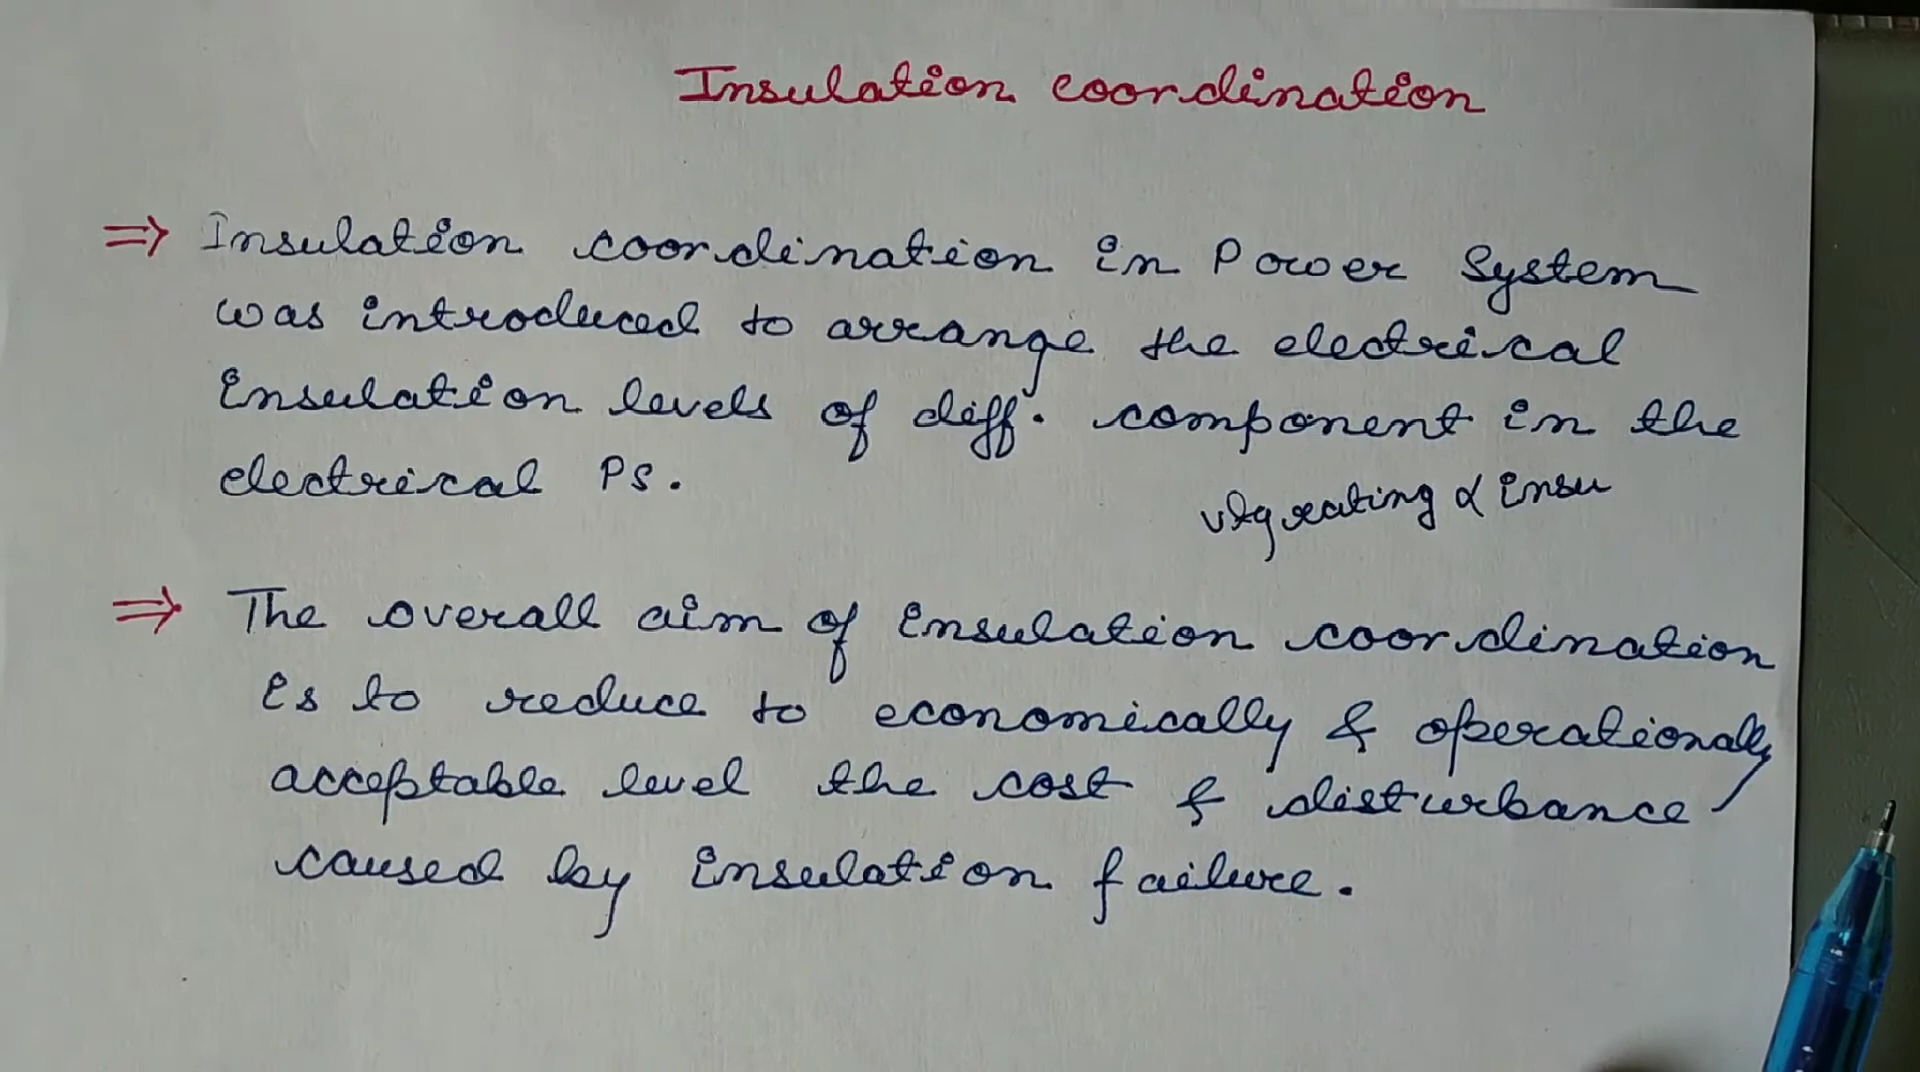 Insulation coordination
⇒ Insulation coordination in Power System
was introduced to arrange the electrical
insulation levels of diff. component in the
electrical PS.
vtg rating α insu
⇒ The overall aim of insulation coordination
is to reduce to economically & operationally
acceptable level the cost & disturbance
caused by insulation failure.